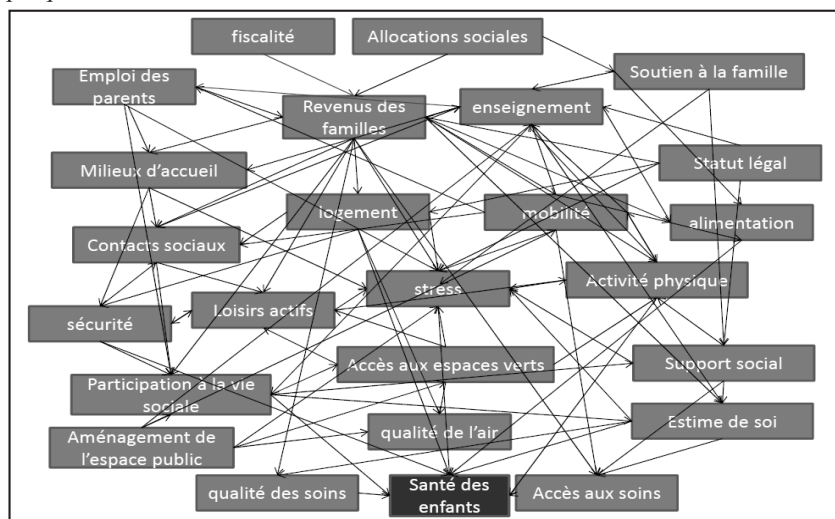 fiscalité
Allocations sociales
Emploi des
parents
Soutien à la famille
Revenus des
familles
enseignement
Milieux d'accueil
Statut légal
logement
mobilité
alimentation
Contacts sociaux
stress
Activité physique
sécurité
Loisirs actifs
Accès aux espaces verts
Support social
Participation à la vie
sociale
Estime de soi
Aménagement de
l'espace public
qualité de l'air
qualité des soins
Santé des
enfants
Accès aux soins